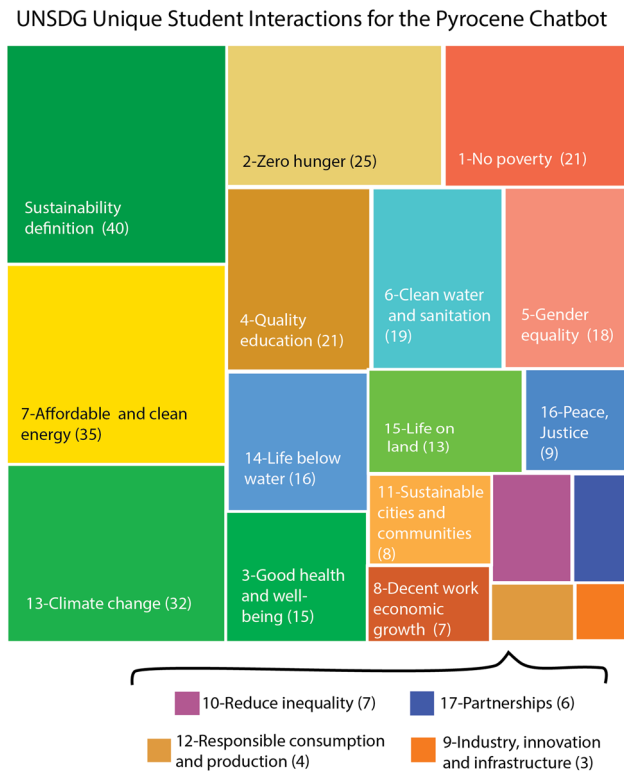 UNSDG Unique Student Interactions for the Pyrocene Chatbot
Sustainability
definition (40)
2-Zero hunger (25)
1-No poverty (21)
7-Affordable and clean
energy (35)
4-Quality
education (21)
6-Clean water
and sanitation
(19)
5-Gender
equality (18)
13-Climate change (32)
14-Life below
water (16)
15-Life on
land (13)
16-Peace,
Justice
(9)
3-Good health
and well-
being (15)
11-Sustainable
cities and
communities
(8)
8-Decent work
economic
growth (7)
10-Reduce inequality (7)
17-Partnerships (6)
12-Responsible consumption
and production (4)
9-Industry, innovation
and infrastructure (3)